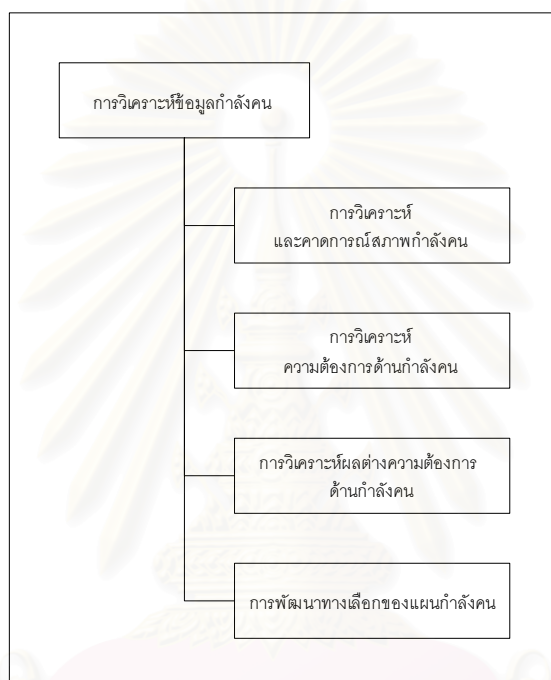 การวิเคราะห์ข้อมูลกำลังคน
การวิเคราะห์
และคาดการณ์สภาพกำลังคน
การวิเคราะห์
ความต้องการด้านกำลังคน
การวิเคราะห์ผลต่างความต้องการ
ด้านกำลังคน
การพัฒนาทางเลือกของแผนกำลังคน